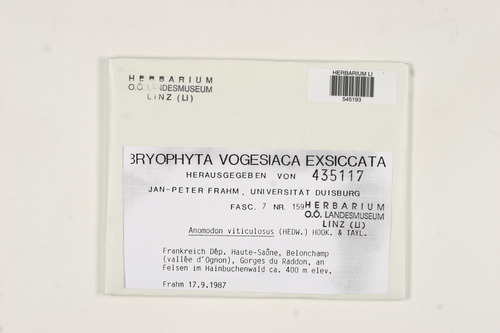 HERBARIUM
O.Ö. LANDESMUSEUM
LINZ (LI)
HERBARIUM LI
545193
BRYOPHYTA VOGESIACA EXSICCATA
HERAUSGEGEBEN VON 435117
JAN-PETER FRAHM, UNIVERSITÄT DUISBURG
FASC. 7 NR. 159
HERBARIUM
O.Ö. LANDESMUSEUM
LINZ (LI)
Anomodon viticulosus (HEDW.) HOOK. & TAYL.
Frankreich Dép. Haute-Saône, Belonchamp
(vallée d'Ognon), Gorges du Raddon, an
Felsen im Hainbuchenwald ca. 400 m elev.
Frahm 17.9.1987